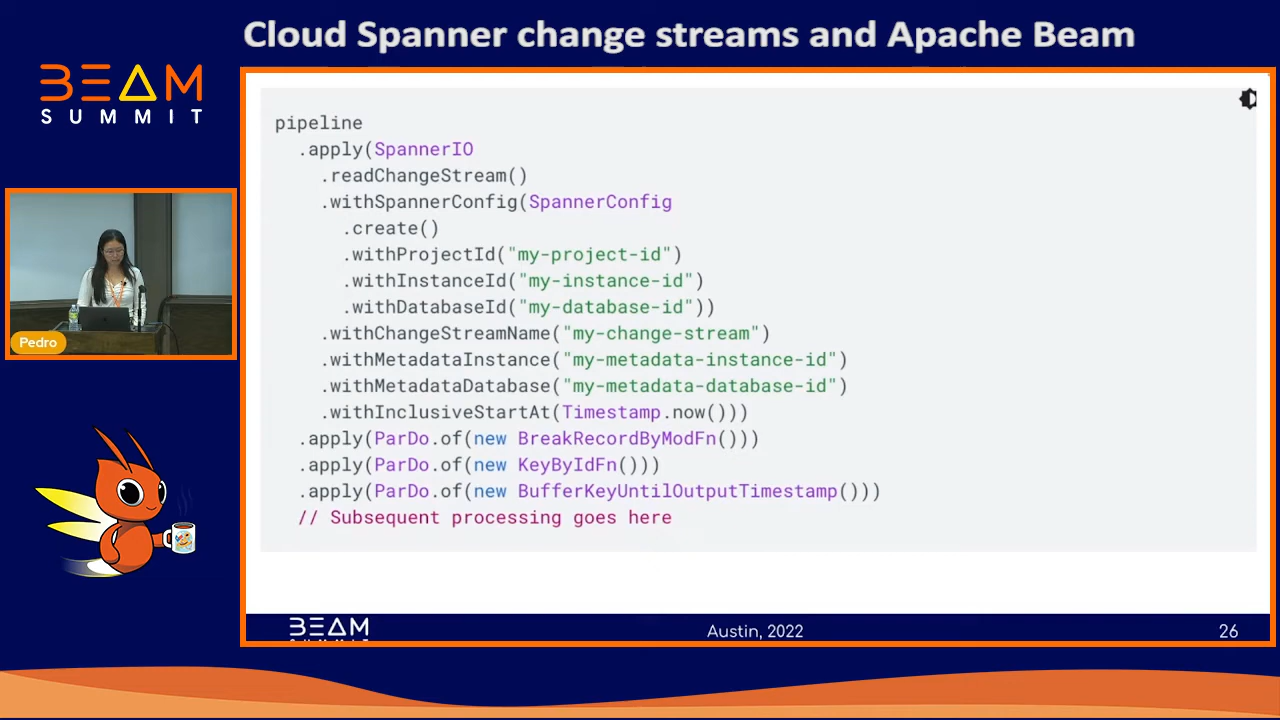 Cloud Spanner change streams and Apache Beam
BEAM
SUMMIT
pipeline
.apply(SpannerIO
.readChangeStream()
.withSpannerConfig(SpannerConfig
.create()
.withProjectId("my-project-id")
.withInstanceId("my-instance-id")
.withDatabaseId("my-database-id"))
.withChangeStreamName("my-change-stream")
.withMetadataInstance("my-metadata-instance-id")
.withMetadataDatabase("my-metadata-database-id")
.withInclusiveStartAt(Timestamp.now()))
.apply(ParDo.of(new BreakRecordByModFn()))
.apply(ParDo.of(new KeyByIdFn()))
.apply(ParDo.of(new BufferKeyUntilOutputTimestamp()))
// Subsequent processing goes here
Pedro
BEAM
Austin, 2022
26